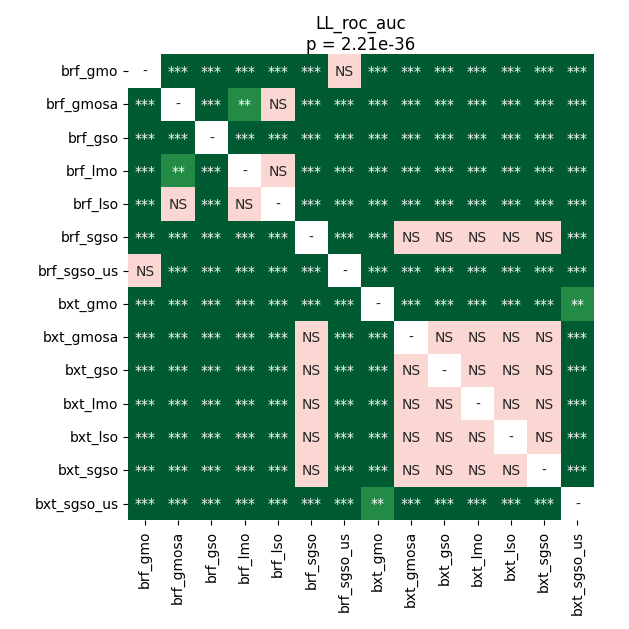 LL_roc_auc
p = 2.21e-36
brf_gmo - *** *** *** *** *** NS *** *** *** *** *** *** ***
brf_gmosa *** - *** ** NS *** *** *** *** *** *** *** *** ***
brf_gso *** *** - *** *** *** *** *** *** *** *** *** *** ***
brf_lmo *** ** *** - NS *** *** *** *** *** *** *** *** ***
brf_lso *** NS *** NS - *** *** *** *** *** *** *** *** ***
brf_sgso *** *** *** *** *** - *** *** NS NS NS NS NS ***
brf_sgso_us NS *** *** *** *** *** - *** *** *** *** *** *** ***
bxt_gmo *** *** *** *** *** *** *** - *** *** *** *** *** **
bxt_gmosa *** *** *** *** *** NS *** *** - NS NS NS NS ***
bxt_gso *** *** *** *** *** NS *** *** NS - NS NS NS ***
bxt_lmo *** *** *** *** *** NS *** *** NS NS - NS NS ***
bxt_lso *** *** *** *** *** NS *** *** NS NS NS - NS ***
bxt_sgso *** *** *** *** *** NS *** *** NS NS NS NS - ***
bxt_sgso_us *** *** *** *** *** *** *** ** *** *** *** *** *** -
brf_gmo
brf_gmosa
brf_gso
brf_lmo
brf_lso
brf_sgso
brf_sgso_us
bxt_gmo
bxt_gmosa
bxt_gso
bxt_lmo
bxt_lso
bxt_sgso
bxt_sgso_us